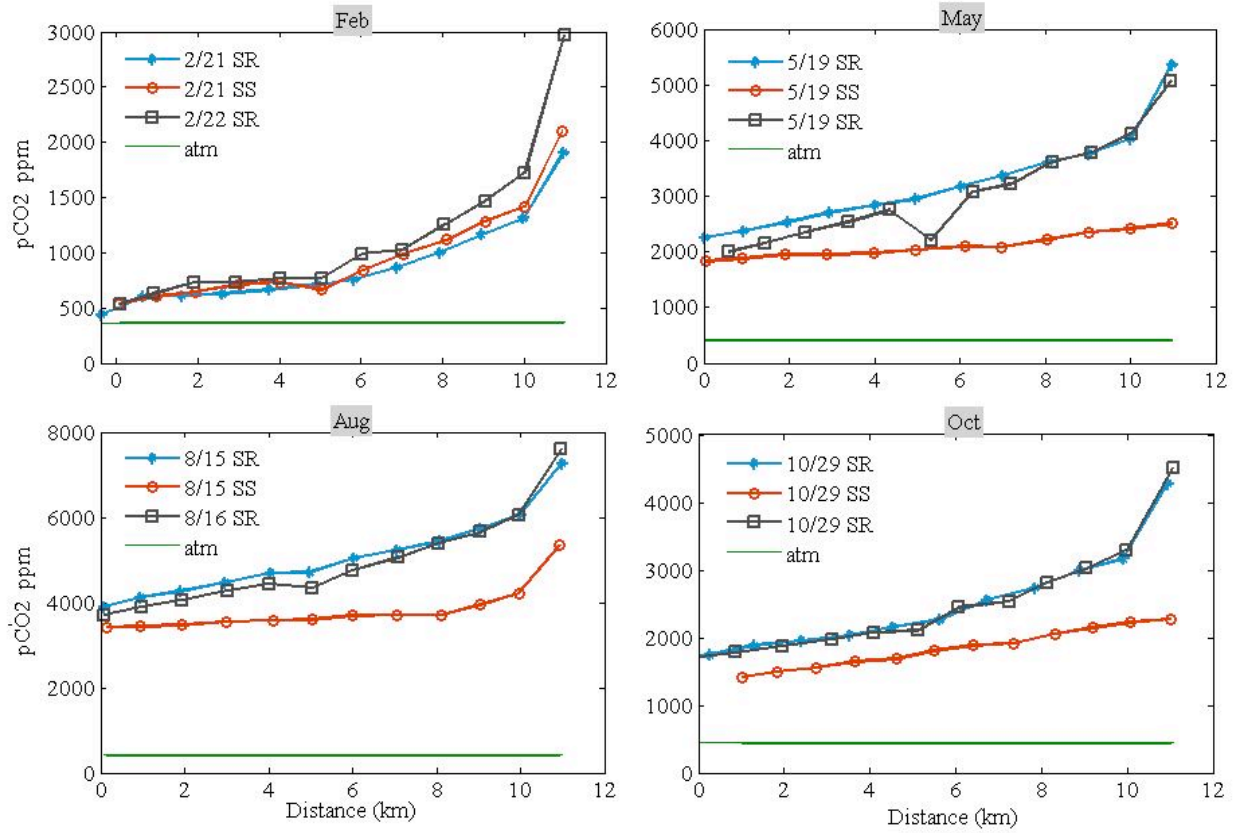 Feb
3000
2500
2000
1500
1000
500
0
pCO2 ppm
2/21 SR
2/21 SS
2/22 SR
atm
0 2 4 6 8 10 12
May
6000
5000
4000
3000
2000
1000
0
5/19 SR
5/19 SS
5/19 SR
atm
0 2 4 6 8 10 12
Aug
8000
6000
4000
2000
0
pC'O2 ppm
8/15 SR
8/15 SS
8/16 SR
atm
0 2 4 6 8 10 12
Distance (km)
Oct
5000
4000
3000
2000
1000
0
10/29 SR
10/29 SS
10/29 SR
atm
0 2 4 6 8 10 12
Distance (km)